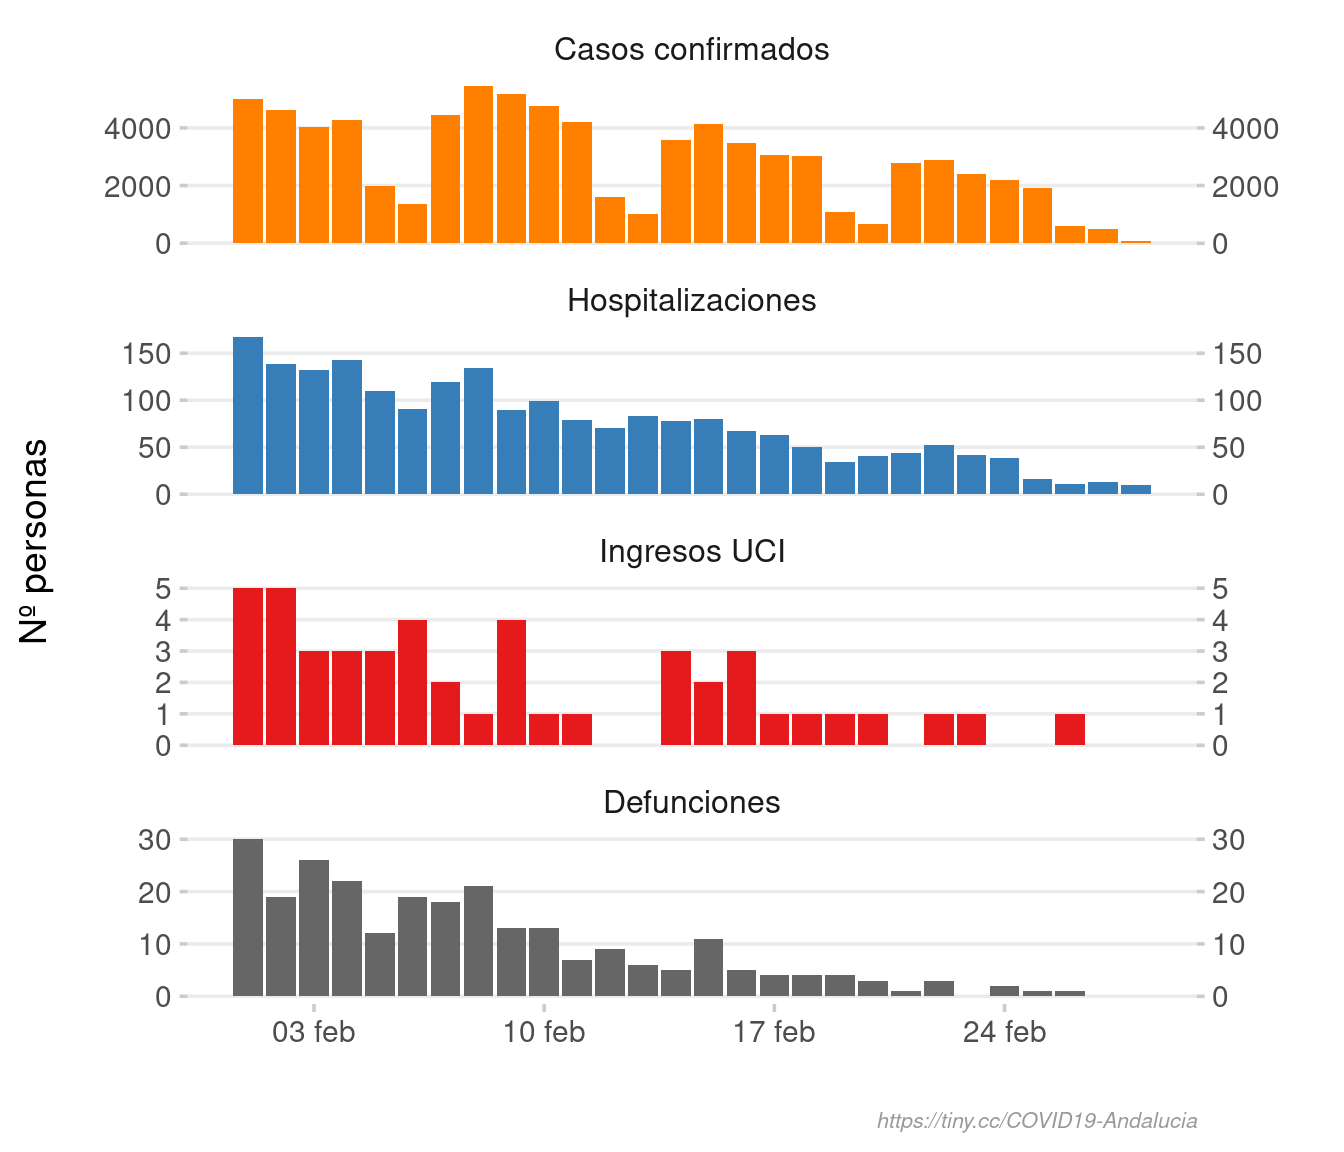 Casos confirmados
4000 4000
2000 2000
0 0
Hospitalizaciones
150 150
100 100
50 50
0 0
Nº personas
Ingresos UCI
5 5
4 4
3 3
2 2
1 1
0 0
Defunciones
30 30
20 20
10 10
0 0
03 feb 10 feb 17 feb 24 feb
https://tiny.cc/COVID19-Andalucia